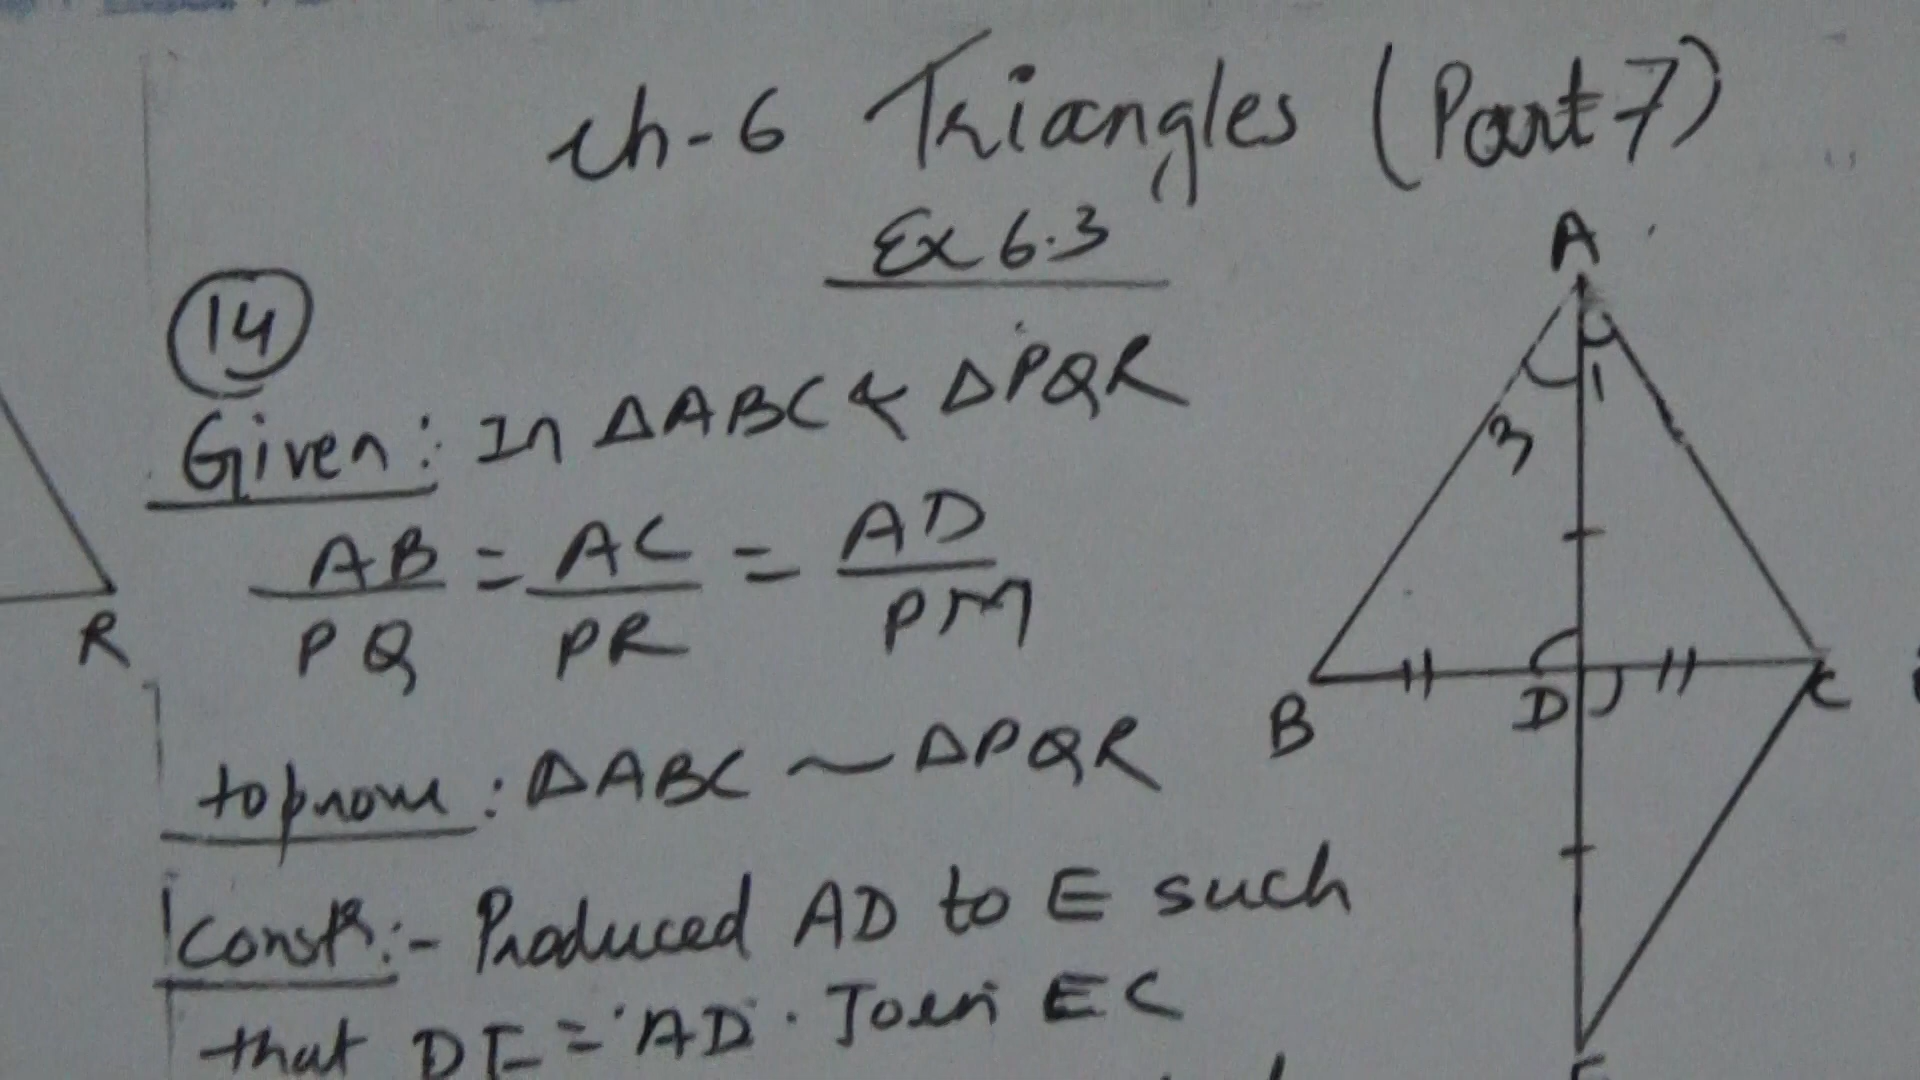 ch-6 Triangles (Part 7)
Ex 6.3
14
Given: In ΔABC & ΔPQR
AB/PQ = AC/PR = AD/PM
to prove: ΔABC ~ ΔPQR
Constr:- Produced AD to E such
that DE = AD. Join EC
R
A
1
3
B
D
C
E